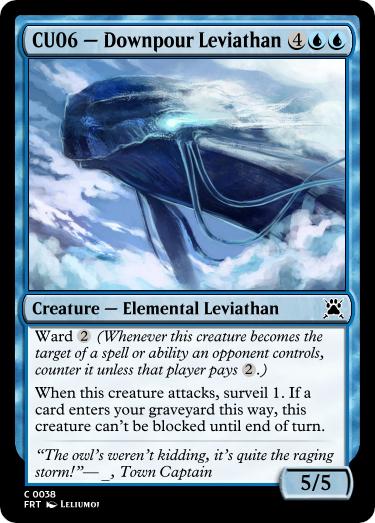 CU06 — Downpour Leviathan 4
Creature — Elemental Leviathan
Ward 2 (Whenever this creature becomes the
target of a spell or ability an opponent controls,
counter it unless that player pays 2.)
When this creature attacks, surveil 1. If a
card enters your graveyard this way, this
creature can't be blocked until end of turn.
"The owl's weren't kidding, it's quite the raging
storm!"— _, Town Captain
5/5
C 0038
FRT LELIUMOJ